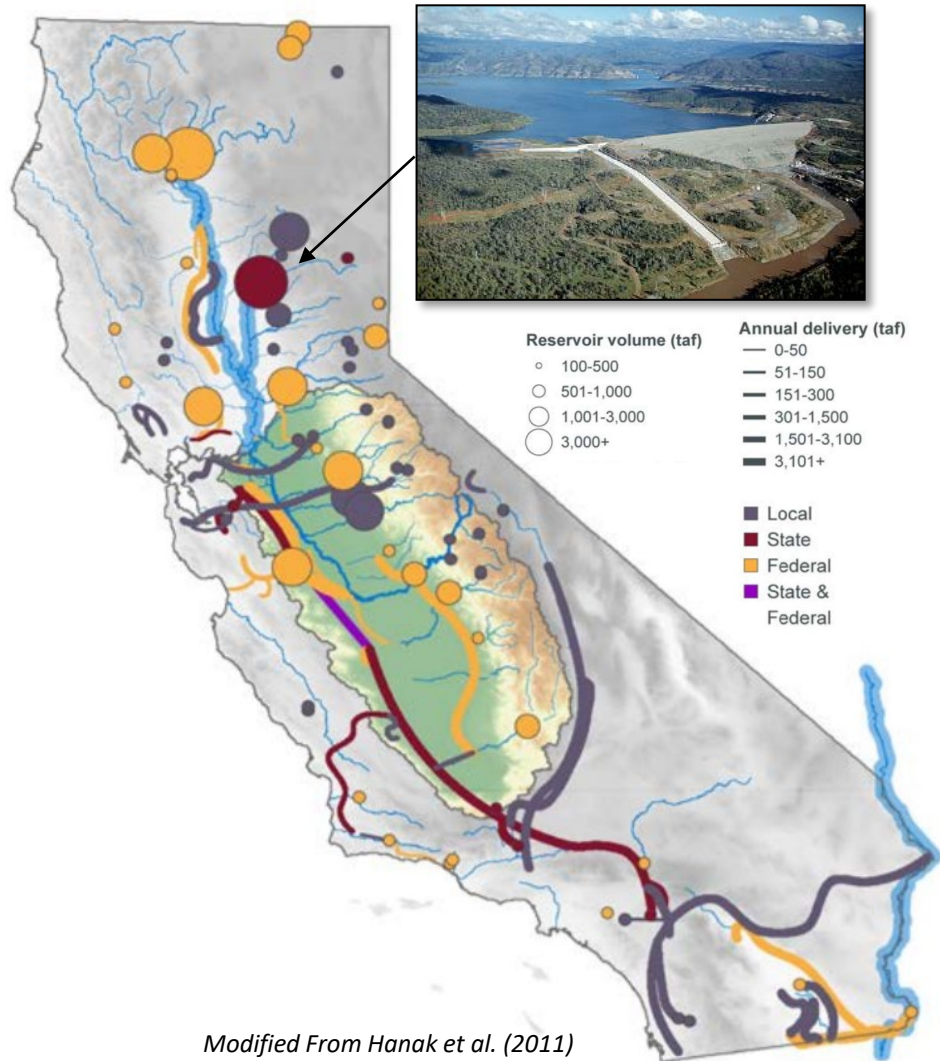 Reservoir volume (taf)
100-500
501-1,000
1,001-3,000
3,000+
Annual delivery (taf)
0-50
51-150
151-300
301-1,500
1,501-3,100
3,101+
Local
State
Federal
State &
Federal
Modified From Hanak et al. (2011)